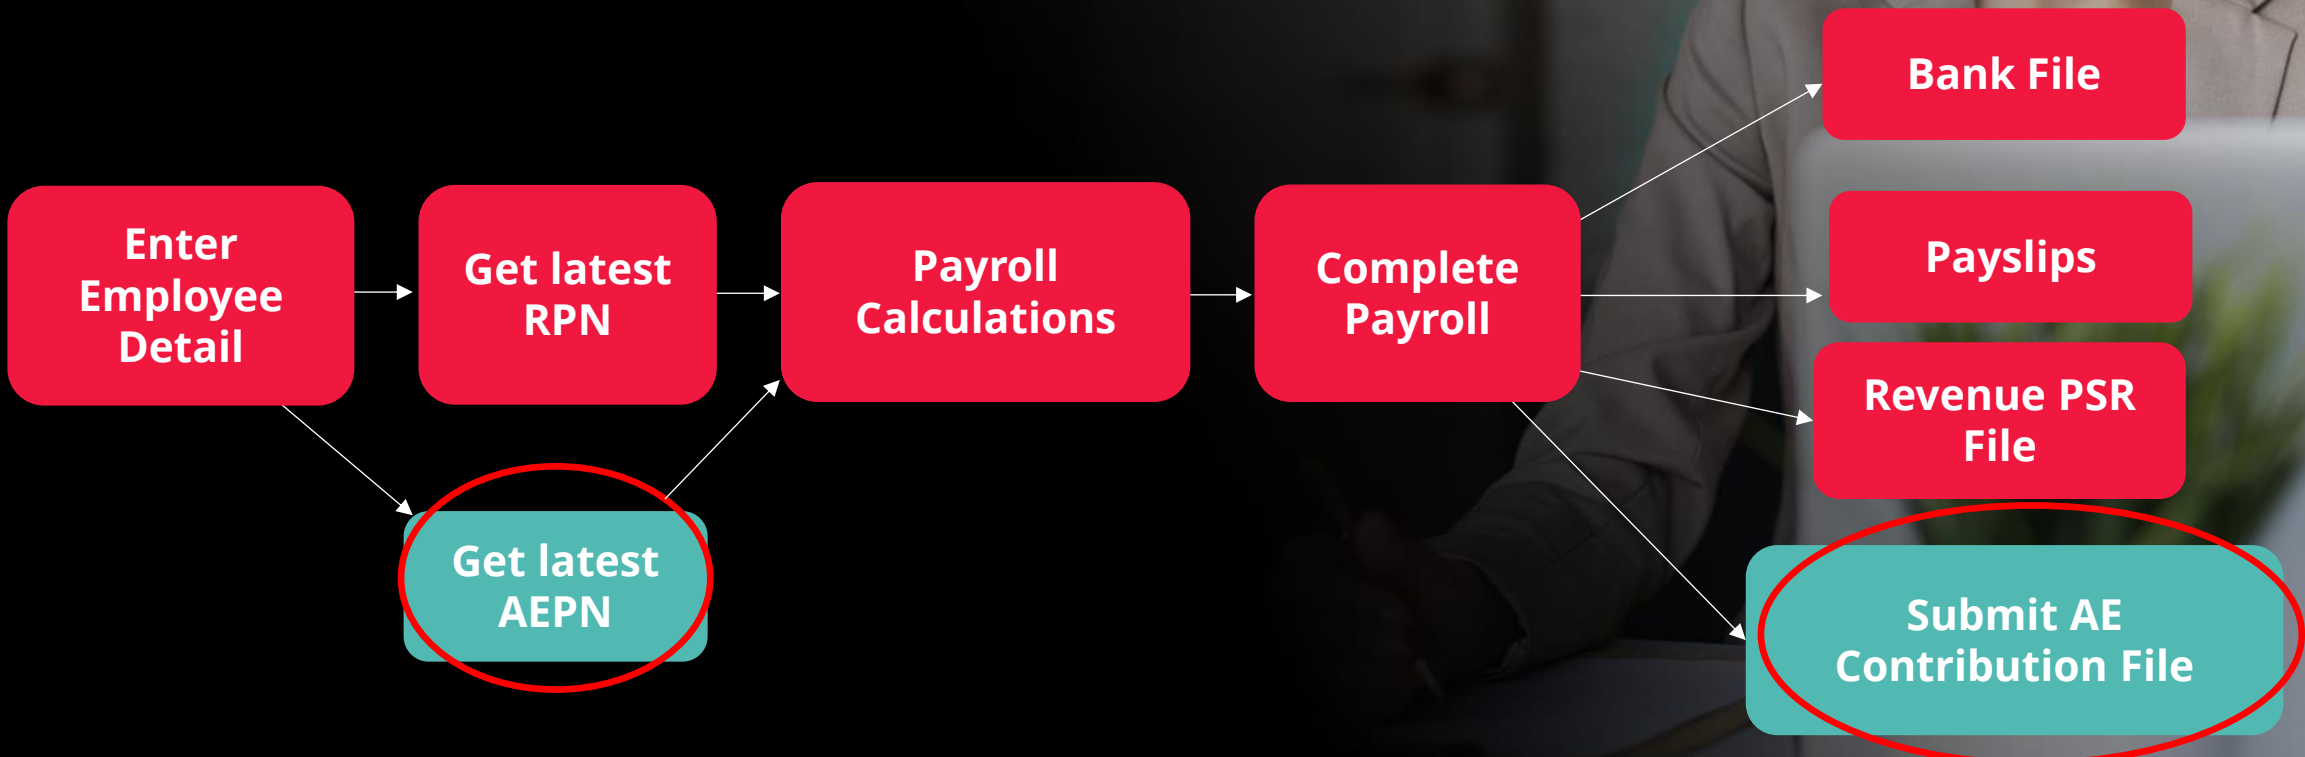 Enter
Employee
Detail
Get latest
RPN
Get latest
AEPN
Payroll
Calculations
Complete
Payroll
Bank File
Payslips
Revenue PSR
File
Submit AE
Contribution File